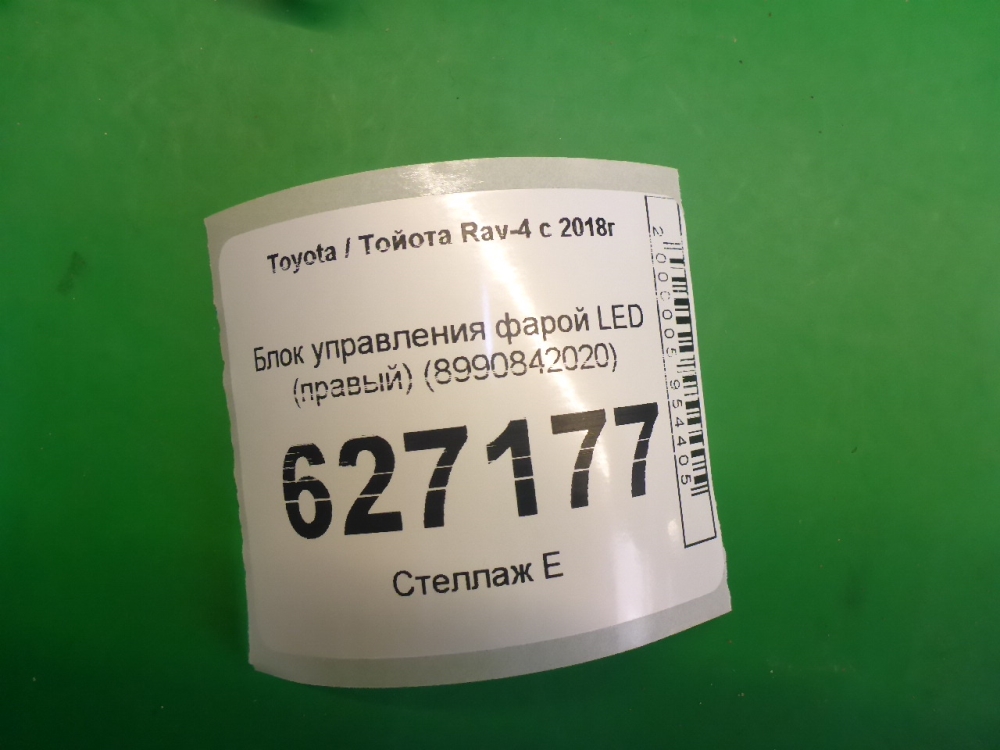 Toyota / Тойота Rav-4 с 2018г
Блок управления фарой LED
(правый) (8990842020)
627177
Стеллаж Е
2000005954405